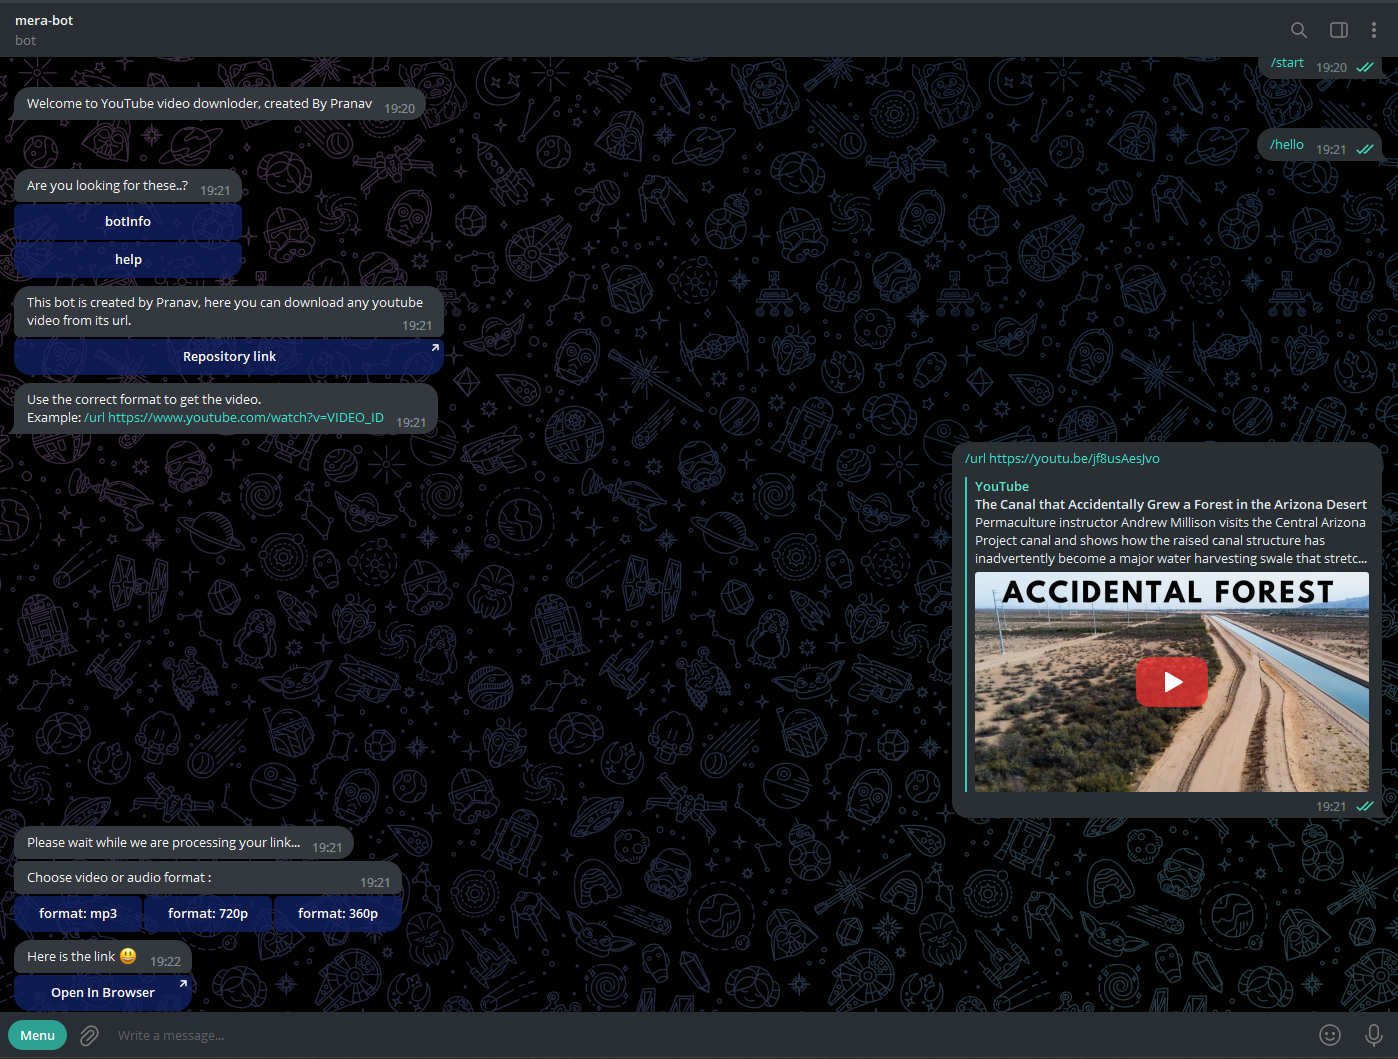 mera-bot
bot
/start 19:20
Welcome to YouTube video downloder, created By Pranav 19:20
/hello 19:21
Are you looking for these..? 19:21
botInfo
help
This bot is created by Pranav, here you can download any youtube
video from its url. 19:21
Repository link
Use the correct format to get the video.
Example: /url https://www.youtube.com/watch?v=VIDEO_ID 19:21
/url https://youtu.be/jf8usAesJvo
YouTube
The Canal that Accidentally Grew a Forest in the Arizona Desert
Permaculture instructor Andrew Millison visits the Central Arizona
Project canal and shows how the raised canal structure has
inadvertently become a major water harvesting swale that stretc...
ACCIDENTAL FOREST
19:21
Please wait while we are processing your link... 19:21
Choose video or audio format : 19:21
format: mp3 format: 720p format: 360p
Here is the link 😃 19:22
Open In Browser
Menu Write a message...